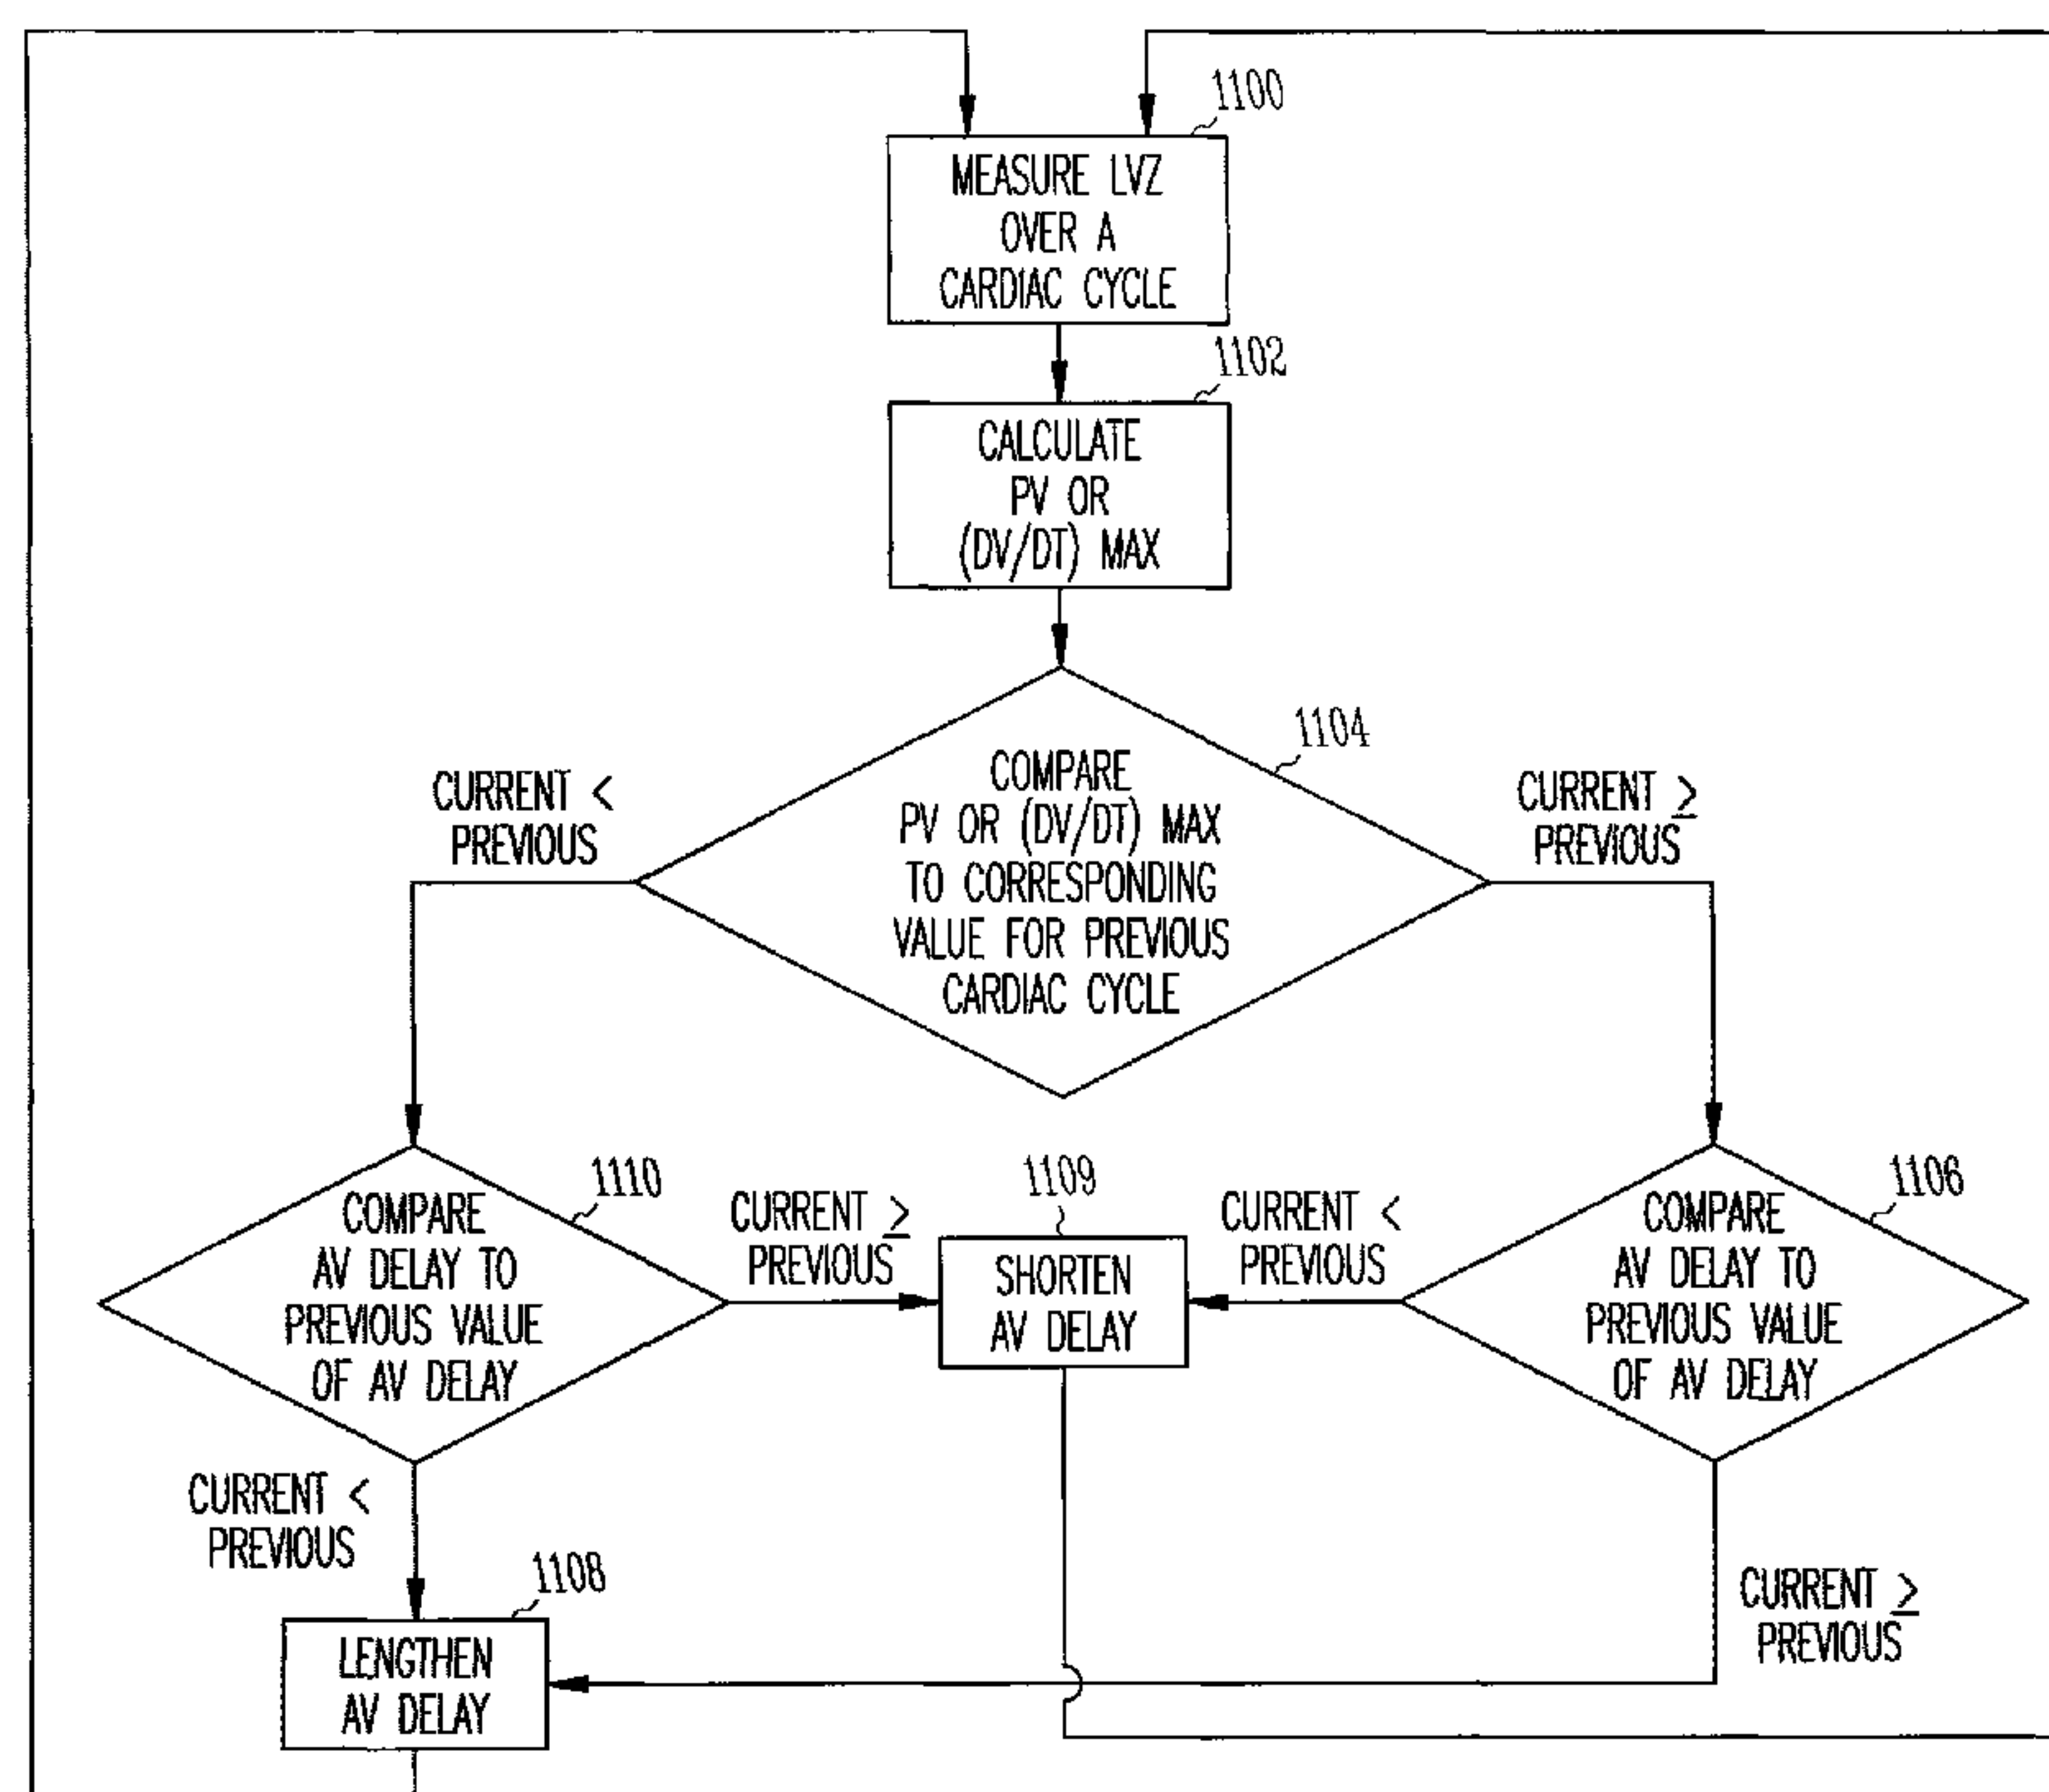 1100
MEASURE LVZ
OVER A
CARDIAC CYCLE
1102
CALCULATE
PV OR
(DV/DT) MAX
1104
COMPARE
PV OR (DV/DT) MAX
TO CORRESPONDING
VALUE FOR PREVIOUS
CARDIAC CYCLE
CURRENT <
PREVIOUS
CURRENT ≥
PREVIOUS
1110
COMPARE
AV DELAY TO
PREVIOUS VALUE
OF AV DELAY
CURRENT ≥
PREVIOUS
1109
SHORTEN
AV DELAY
CURRENT <
PREVIOUS
1106
COMPARE
AV DELAY TO
PREVIOUS VALUE
OF AV DELAY
CURRENT <
PREVIOUS
1108
LENGTHEN
AV DELAY
CURRENT ≥
PREVIOUS